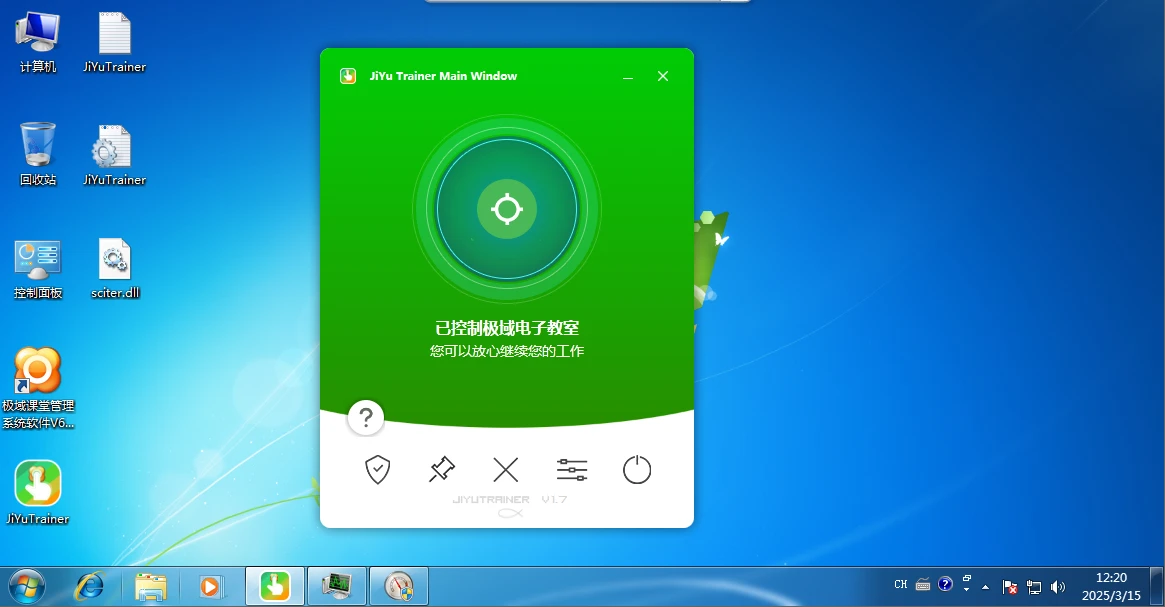 计算机
JiYuTrainer
回收站
JiYuTrainer
控制面板
sciter.dll
极域课堂管理
系统软件V6...
JiYuTrainer
JiYu Trainer Main Window
已控制极域电子教室
您可以放心继续您的工作
?
JIYUTRAINER V1.7
CH
?
12:20
2025/3/15